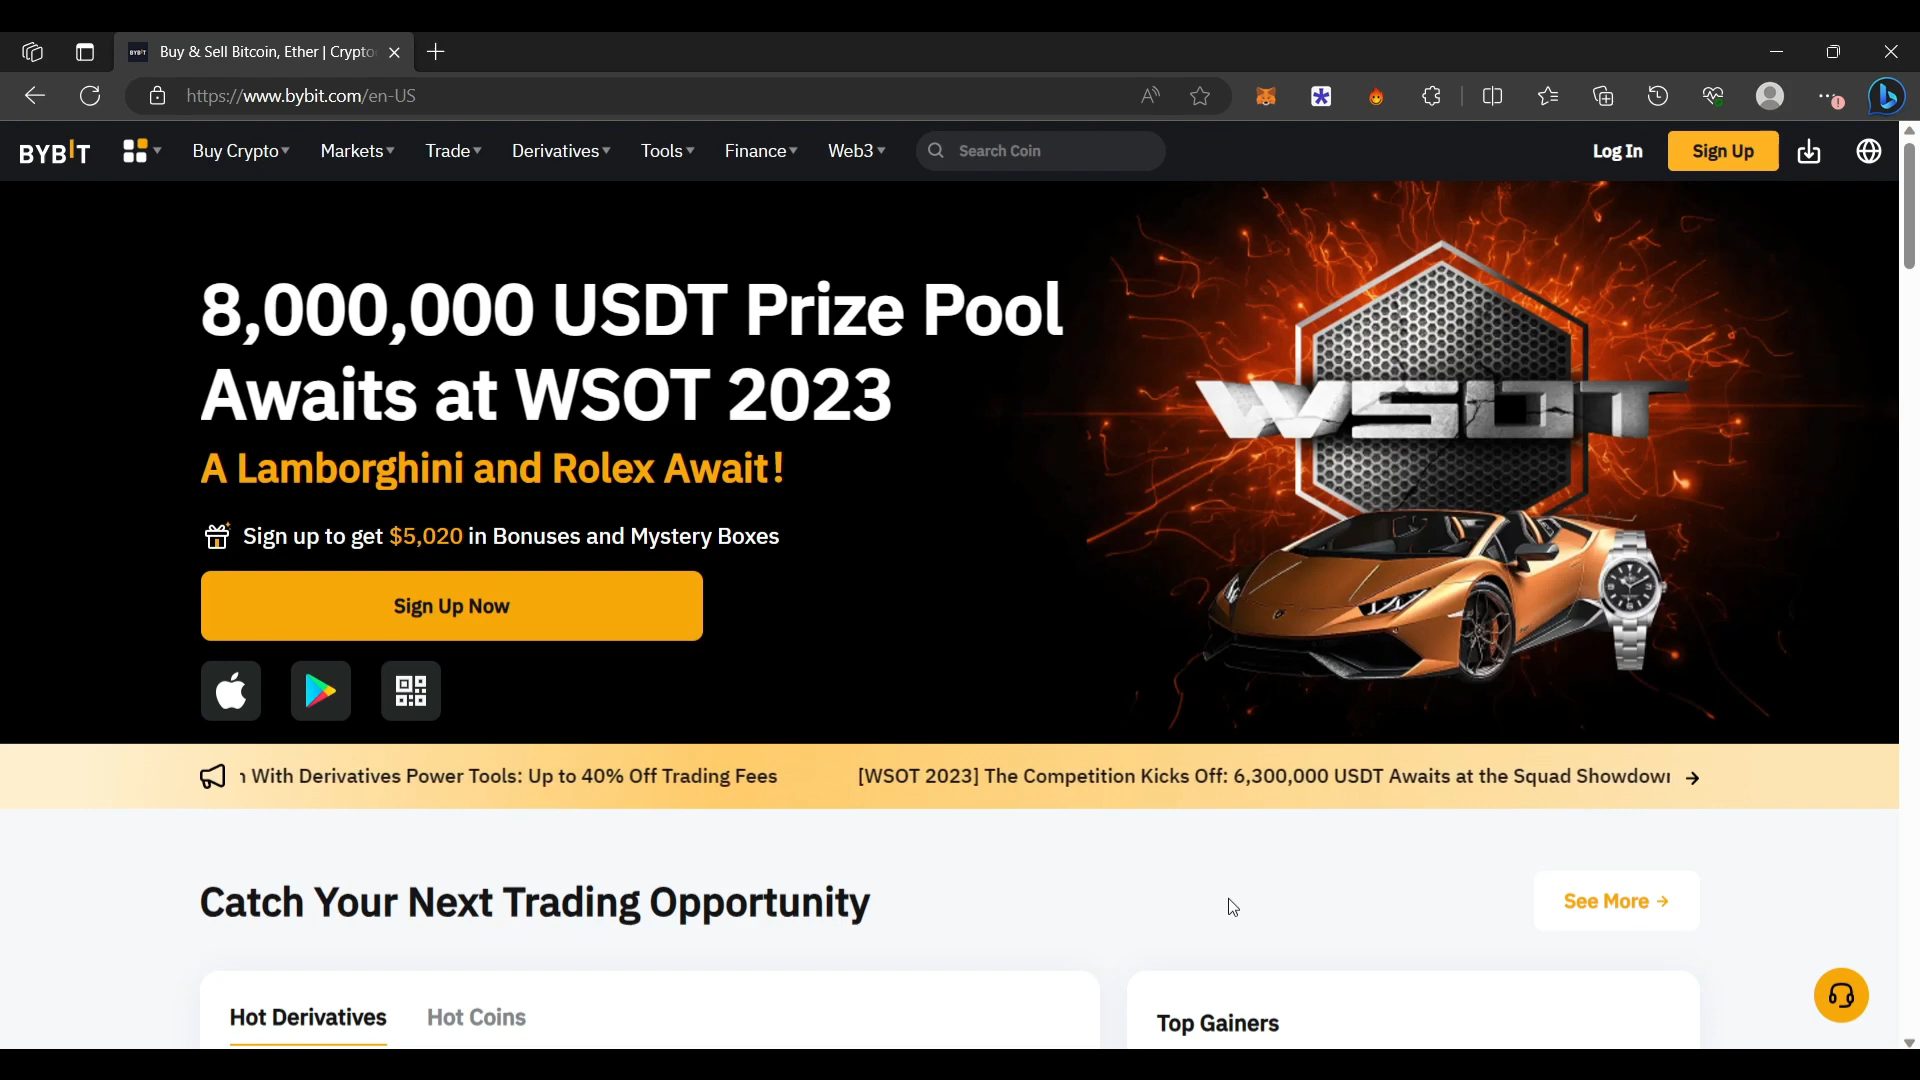 BYBIT Buy & Sell Bitcoin, Ether | Crypto
https://www.bybit.com/en-US
BYBIT Buy Crypto Markets Trade Derivatives Tools Finance Web3 Search Coin Log In Sign Up
8,000,000 USDT Prize Pool
Awaits at WSOT 2023
A Lamborghini and Rolex Await!
Sign up to get $5,020 in Bonuses and Mystery Boxes
Sign Up Now
WSOT
With Derivatives Power Tools: Up to 40% Off Trading Fees [WSOT 2023] The Competition Kicks Off: 6,300,000 USDT Awaits at the Squad Showdown
Catch Your Next Trading Opportunity
See More
Hot Derivatives Hot Coins
Top Gainers